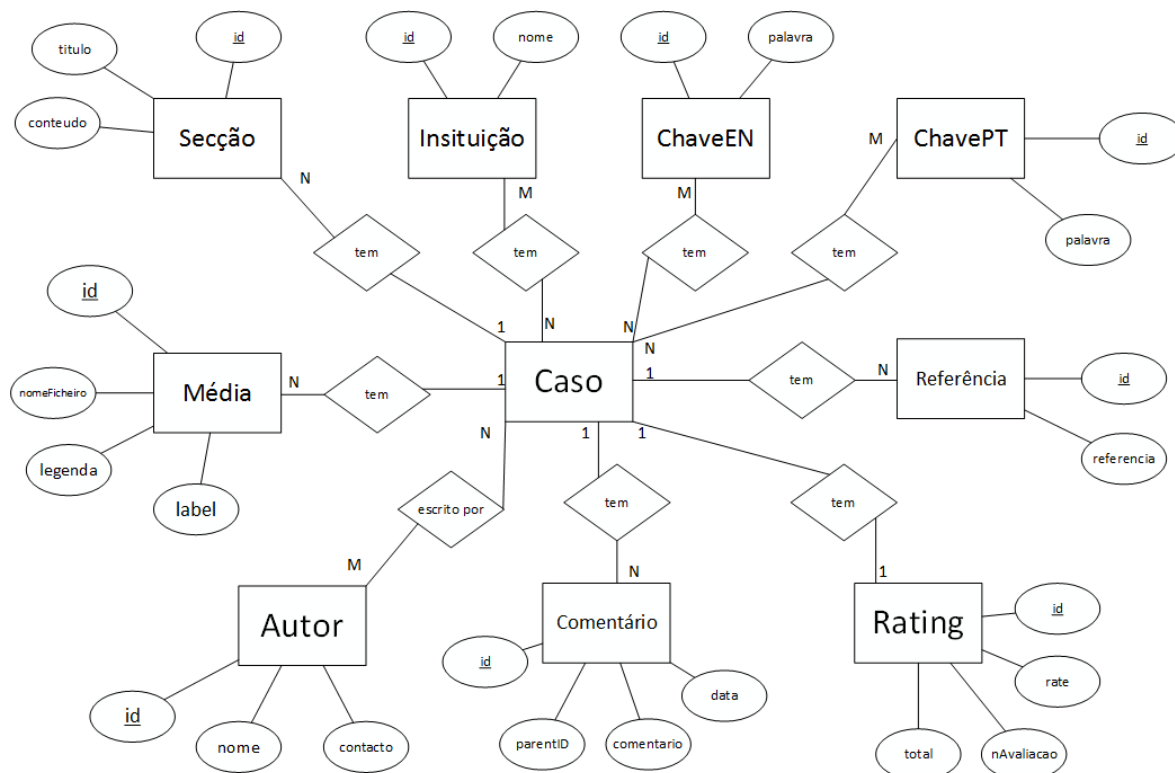 id
nome
id
id
palavra
titulo
conteudo
Secção
Insituição
ChaveEN
ChavePT
id
M
N
M
M
palavra
tem
tem
tem
tem
id
1
N
N
N
nomeFicheiro
Média
N
tem
1
Caso
1
tem
N
Referência
id
legenda
label
N
1
1
referencia
escrito por
tem
tem
M
N
1
Autor
Comentário
Rating
id
rate
id
data
id
nome
contacto
parentID
comentario
total
nAvaliacao